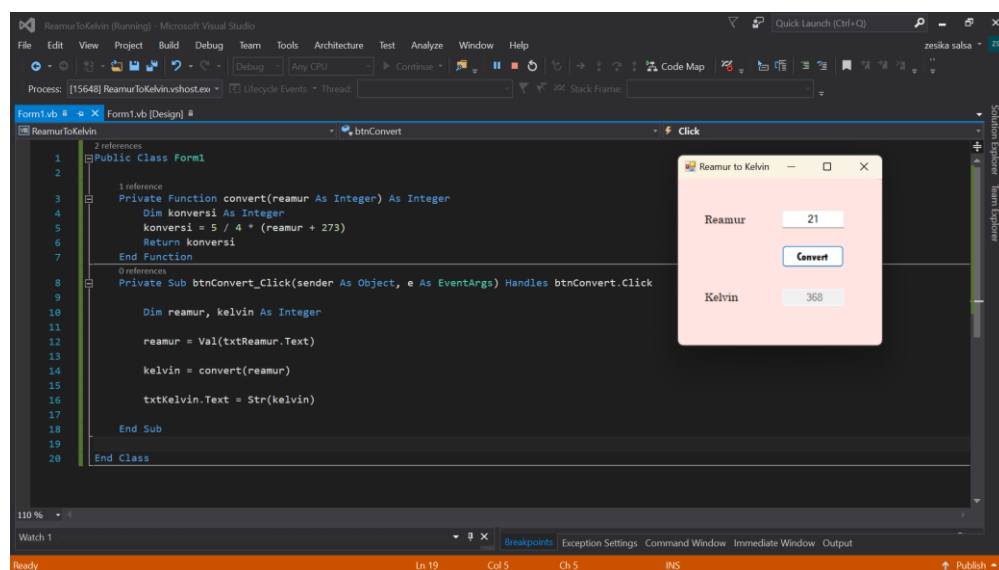 ReamurToKelvin (Running) - Microsoft Visual Studio
Quick Launch (Ctrl+Q)
File Edit View Project Build Debug Team Tools Architecture Test Analyze Window Help
zesika salsa
ZS
Debug Any CPU Continue Code Map
Process: [15648] ReamurToKelvin.vshost.exe Lifecycle Events Thread: Stack Frame:
Form1.vb Form1.vb [Design]
ReamurToKelvin btnConvert Click
2 references
1 Public Class Form1
2
1 reference
3 Private Function convert(reamur As Integer) As Integer
4 Dim konversi As Integer
5 konversi = 5 / 4 * (reamur + 273)
6 Return konversi
7 End Function
0 references
8 Private Sub btnConvert_Click(sender As Object, e As EventArgs) Handles btnConvert.Click
9
10 Dim reamur, kelvin As Integer
11
12 reamur = Val(txtReamur.Text)
13
14 kelvin = convert(reamur)
15
16 txtKelvin.Text = Str(kelvin)
17
18 End Sub
19
20 End Class
Reamur to Kelvin
Reamur 21
Convert
Kelvin 368
Solution Explorer
Team Explorer
110 %
Watch 1
Breakpoints Exception Settings Command Window Immediate Window Output
Ready Ln 19 Col 5 Ch 5 INS Publish